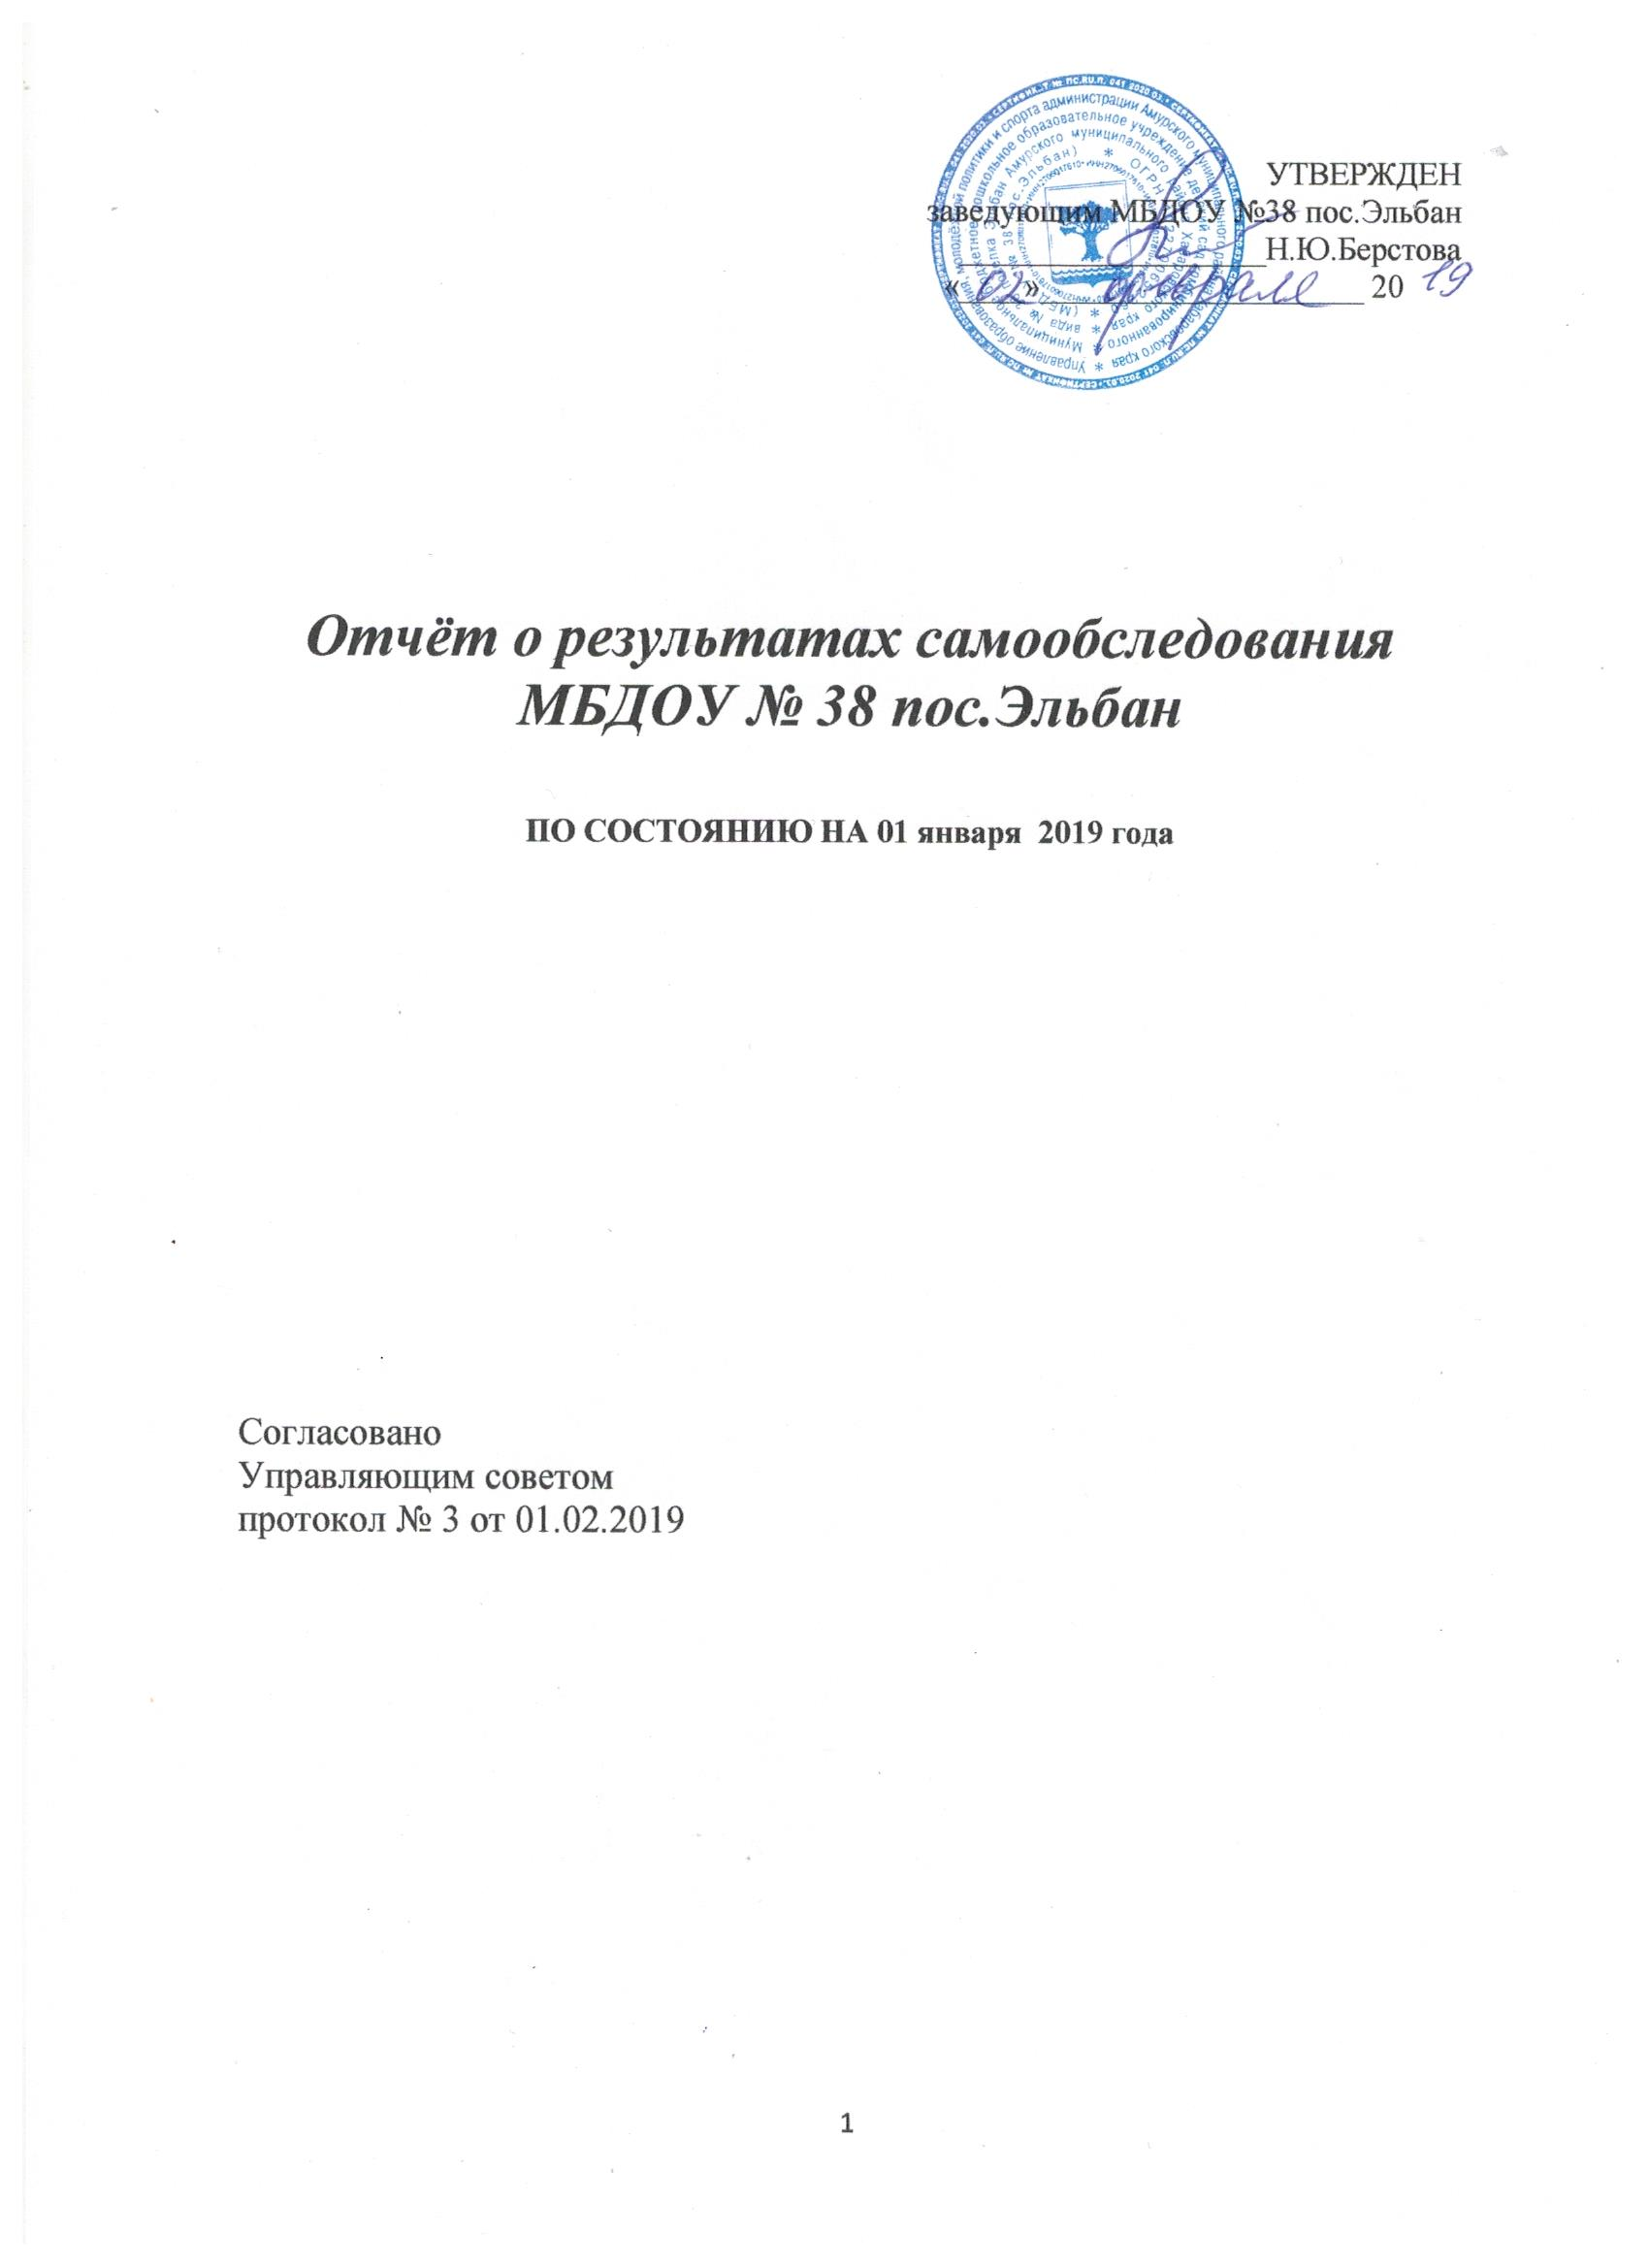 УТВЕРЖДЕН
заведующим МБДОУ №38 пос.Эльбан
Н.Ю.Берстова
« 02 » февраля 20 19
Отчёт о результатах самообследования
МБДОУ № 38 пос.Эльбан
ПО СОСТОЯНИЮ НА 01 января 2019 года
Согласовано
Управляющим советом
протокол № 3 от 01.02.2019
1